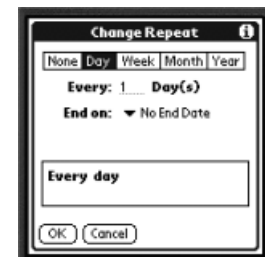 Change Repeat i
None Day Week Month Year
Every: 1 Day(s)
End on: No End Date
Every day
OK Cancel